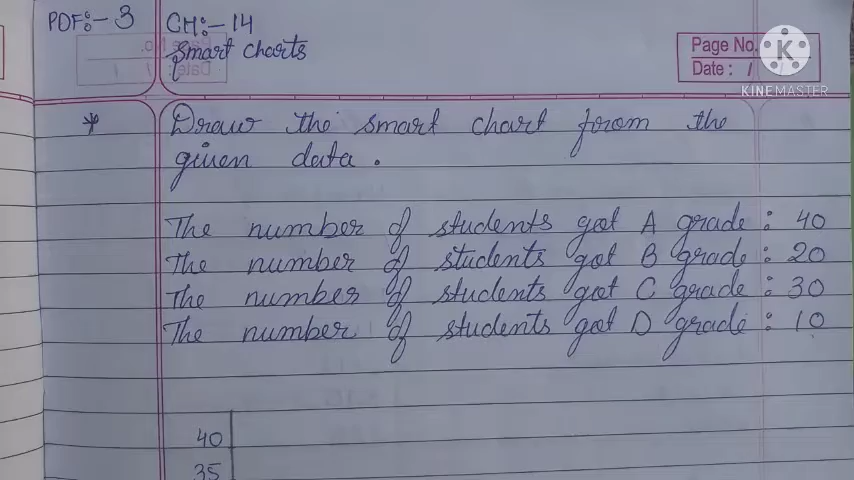 PDF:- 3
CH:- 14
Smart Charts
Page No.
Date: / /
K
KINEMASTER
* Draw the smart chart from the
given data.
The number of students got A grade : 40
The number of students got B grade : 20
The number of students got C grade : 30
The number of students got D grade : 10
40
35